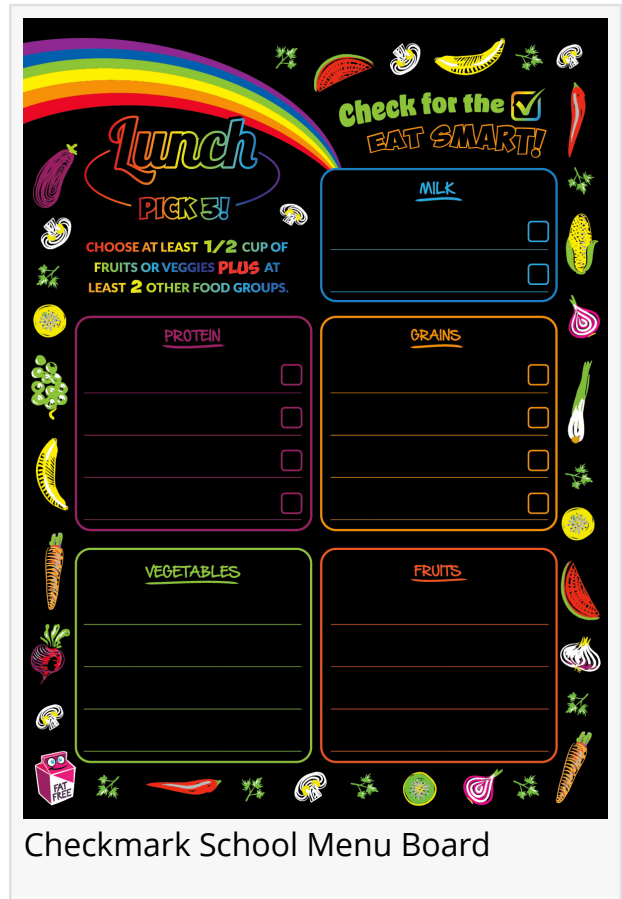 Check for the
EAT SMART!
Lunch
PICK 5!
CHOOSE AT LEAST 1/2 CUP OF
FRUITS OR VEGGIES PLUS AT
LEAST 2 OTHER FOOD GROUPS.
MILK
PROTEIN
GRAINS
VEGETABLES
FRUITS
FAT
FREE
Checkmark School Menu Board